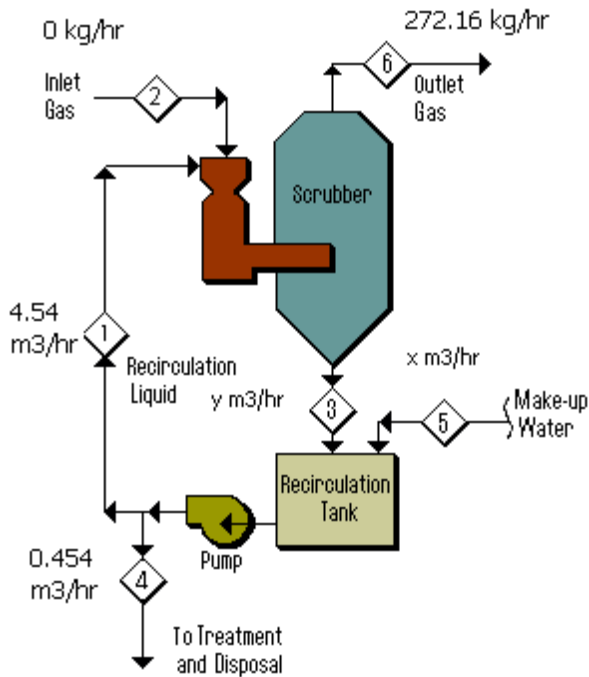 0 kg/hr
272.16 kg/hr
Inlet
Gas
2
6
Outlet
Gas
Scrubber
4.54
m3/hr
1
Recirculation
Liquid
x m3/hr
y m3/hr
3
5
Make-up
Water
Recirculation
Tank
Pump
0.454
m3/hr
4
To Treatment
and Disposal